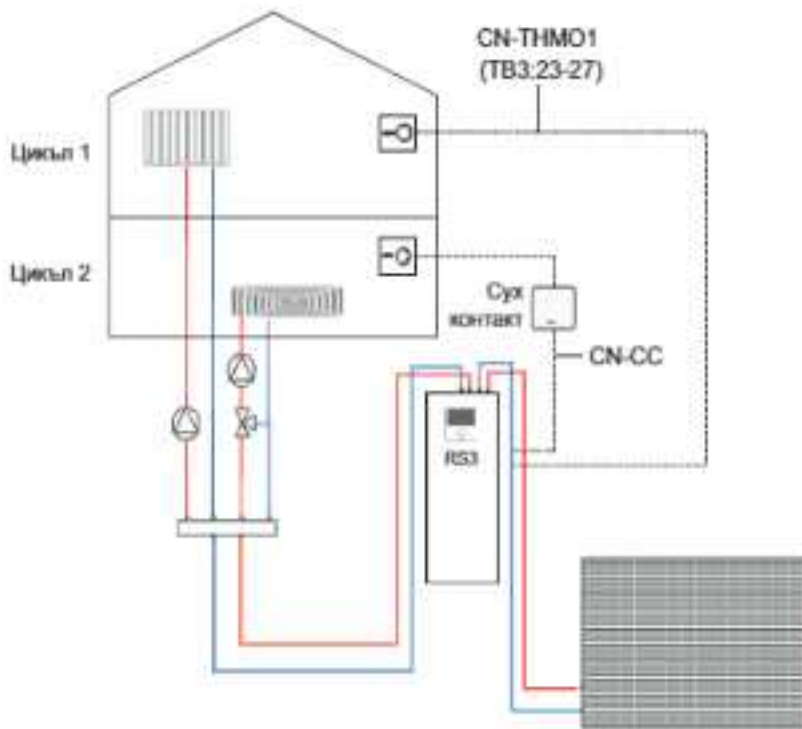 CN-THMO1
(TB3:23-27)
Цикъл 1
Цикъл 2
Сух
контакт
CN-CC
RS3